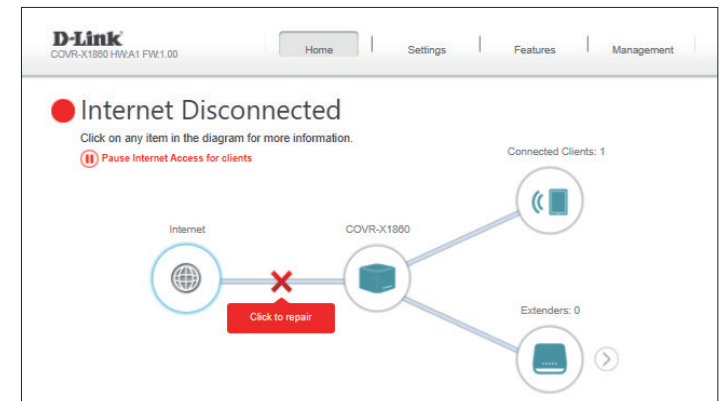 D-Link
COVR-X1860 HW:A1 FW:1.00
Home
Settings
Features
Management
Internet Disconnected
Click on any item in the diagram for more information.
Pause Internet Access for clients
Connected Clients: 1
Internet
COVR-X1860
Click to repair
Extenders: 0